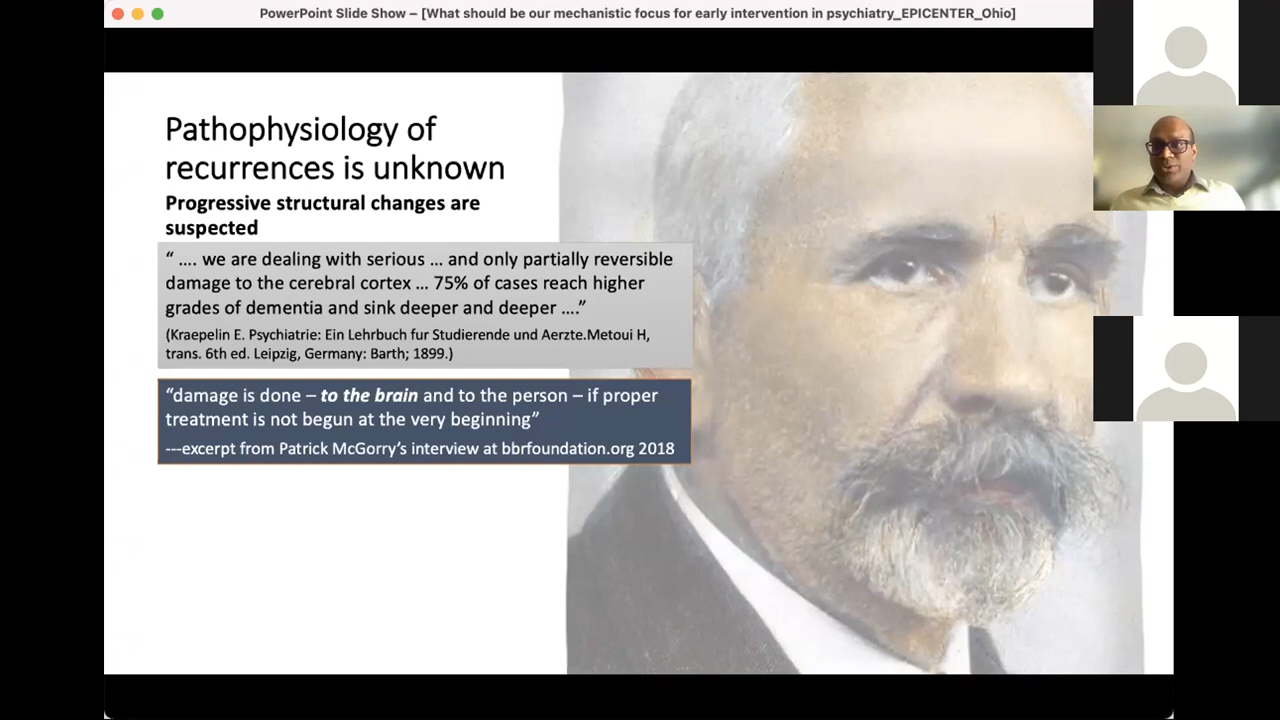 PowerPoint Slide Show – [What should be our mechanistic focus for early intervention in psychiatry_EPICENTER_Ohio]
Pathophysiology of
recurrences is unknown
Progressive structural changes are
suspected
“ .... we are dealing with serious ... and only partially reversible
damage to the cerebral cortex ... 75% of cases reach higher
grades of dementia and sink deeper and deeper ....”
(Kraepelin E. Psychiatrie: Ein Lehrbuch fur Studierende und Aerzte.Metoui H,
trans. 6th ed. Leipzig, Germany: Barth; 1899.)
“damage is done – to the brain and to the person – if proper
treatment is not begun at the very beginning”
---excerpt from Patrick McGorry’s interview at bbrfoundation.org 2018